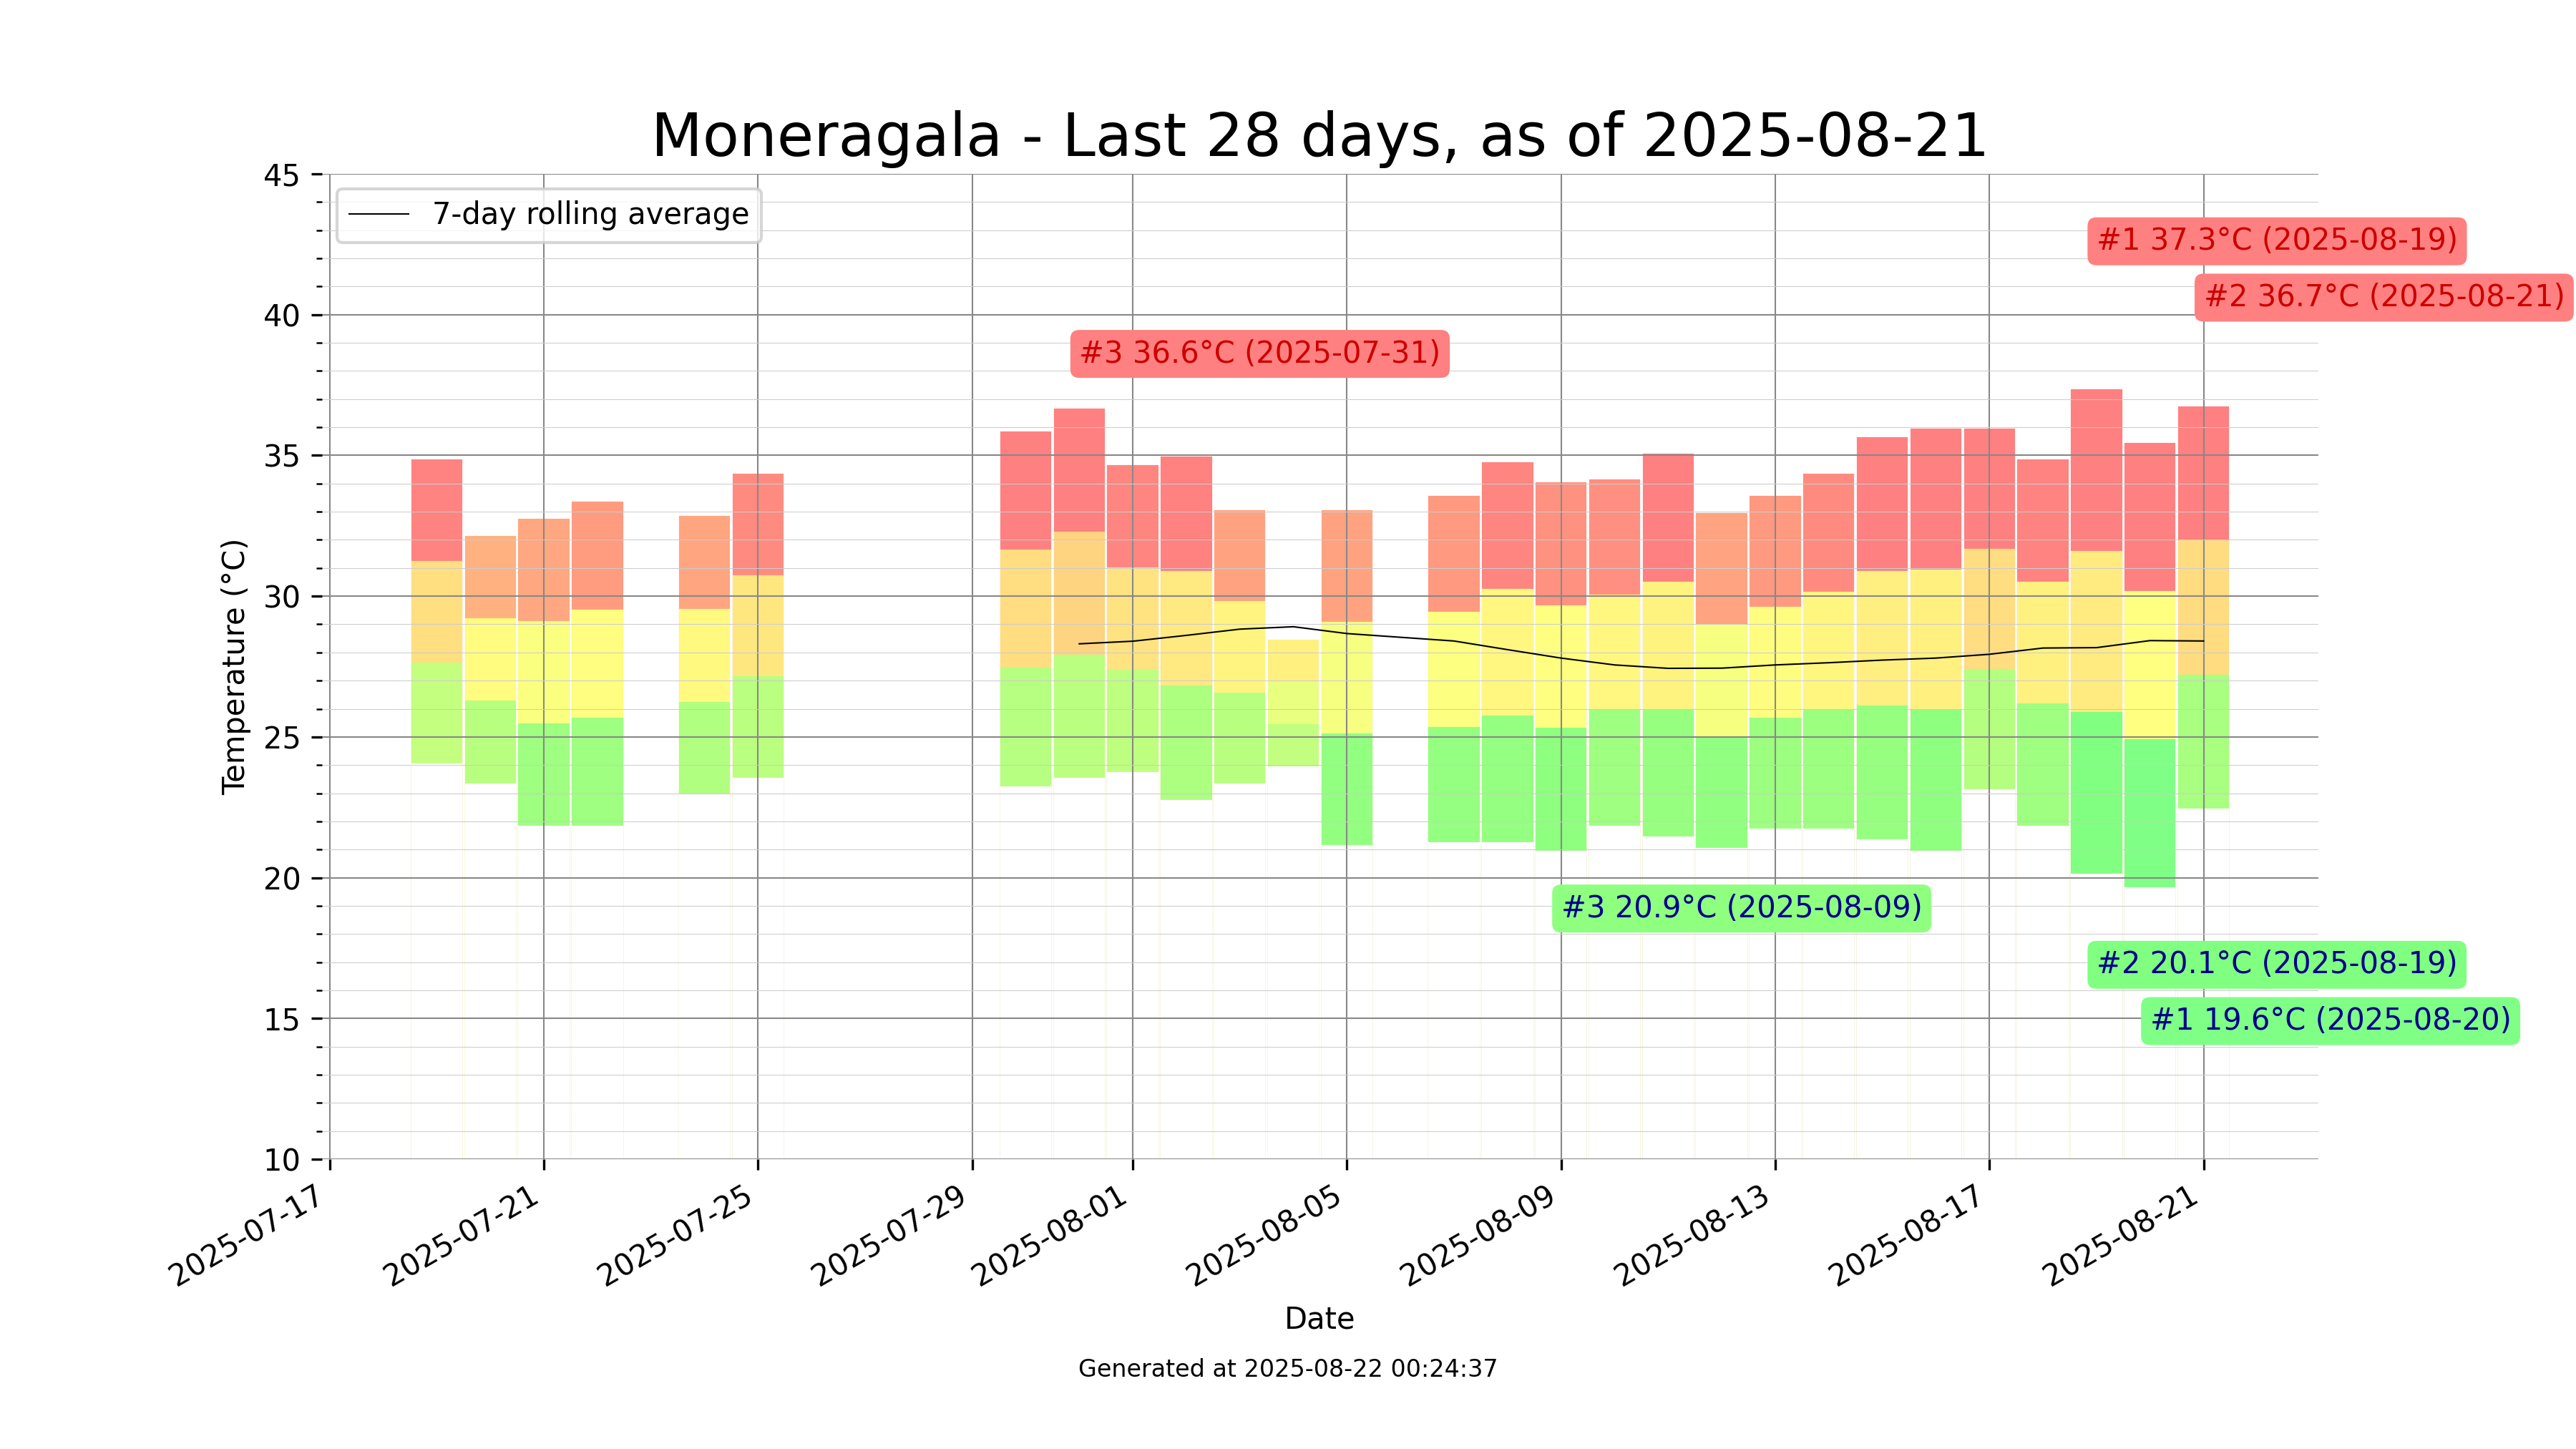 Moneragala - Last 28 days, as of 2025-08-21
45
7-day rolling average
#1 37.3°C (2025-08-19)
#2 36.7°C (2025-08-21)
40
#3 36.6°C (2025-07-31)
35
30
Temperature (°C)
25
20
#3 20.9°C (2025-08-09)
#2 20.1°C (2025-08-19)
15
#1 19.6°C (2025-08-20)
10
2025-07-17
2025-07-21
2025-07-25
2025-07-29
2025-08-01
2025-08-05
2025-08-09
2025-08-13
2025-08-17
2025-08-21
Date
Generated at 2025-08-22 00:24:37